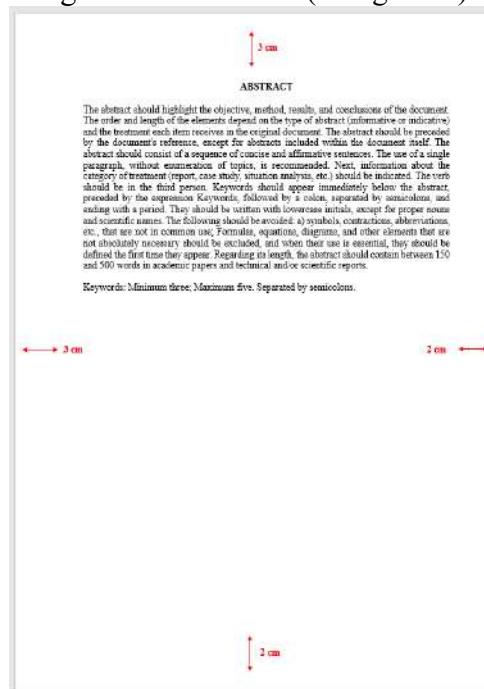 3 cm
ABSTRACT
The abstract should highlight the objective, method, results, and conclusions of the document.
The order and length of the elements depend on the type of abstract (informative or indicative)
and the treatment each item receives in the original document. The abstract should be preceded
by the document's reference, except for abstracts included within the document itself. The
abstract should consist of a sequence of concise and affirmative sentences. The use of a single
paragraph, without enumeration of topics, is recommended. Next, information about the
category of treatment (report, case study, situation analysis, etc.) should be indicated. The verb
should be in the third person. Keywords should appear immediately below the abstract,
preceded by the expression Keywords, followed by a colon, separated by semicolons, and
ending with a period. They should be written with lowercase initials, except for proper nouns
and scientific names. The following should be avoided: a) symbols, contractions, abbreviations,
etc., that are not in common use; Formulas, equations, diagrams, and other elements that are
not absolutely necessary should be excluded, and when their use is essential, they should be
defined the first time they appear. Regarding its length, the abstract should contain between 150
and 500 words in academic papers and technical and/or scientific reports.
Keywords: Minimum three; Maximum five. Separated by semicolons.
3 cm
2 cm
2 cm